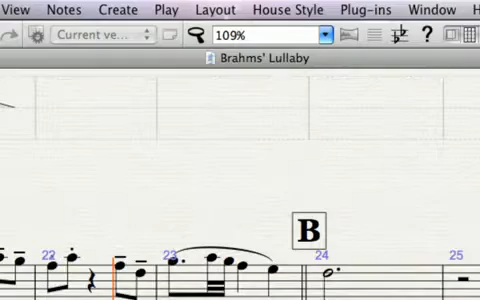 View Notes Create Play Layout House Style Plug-ins Window H
Current ve... 109% ?
Brahms' Lullaby
B
22 23 24 25